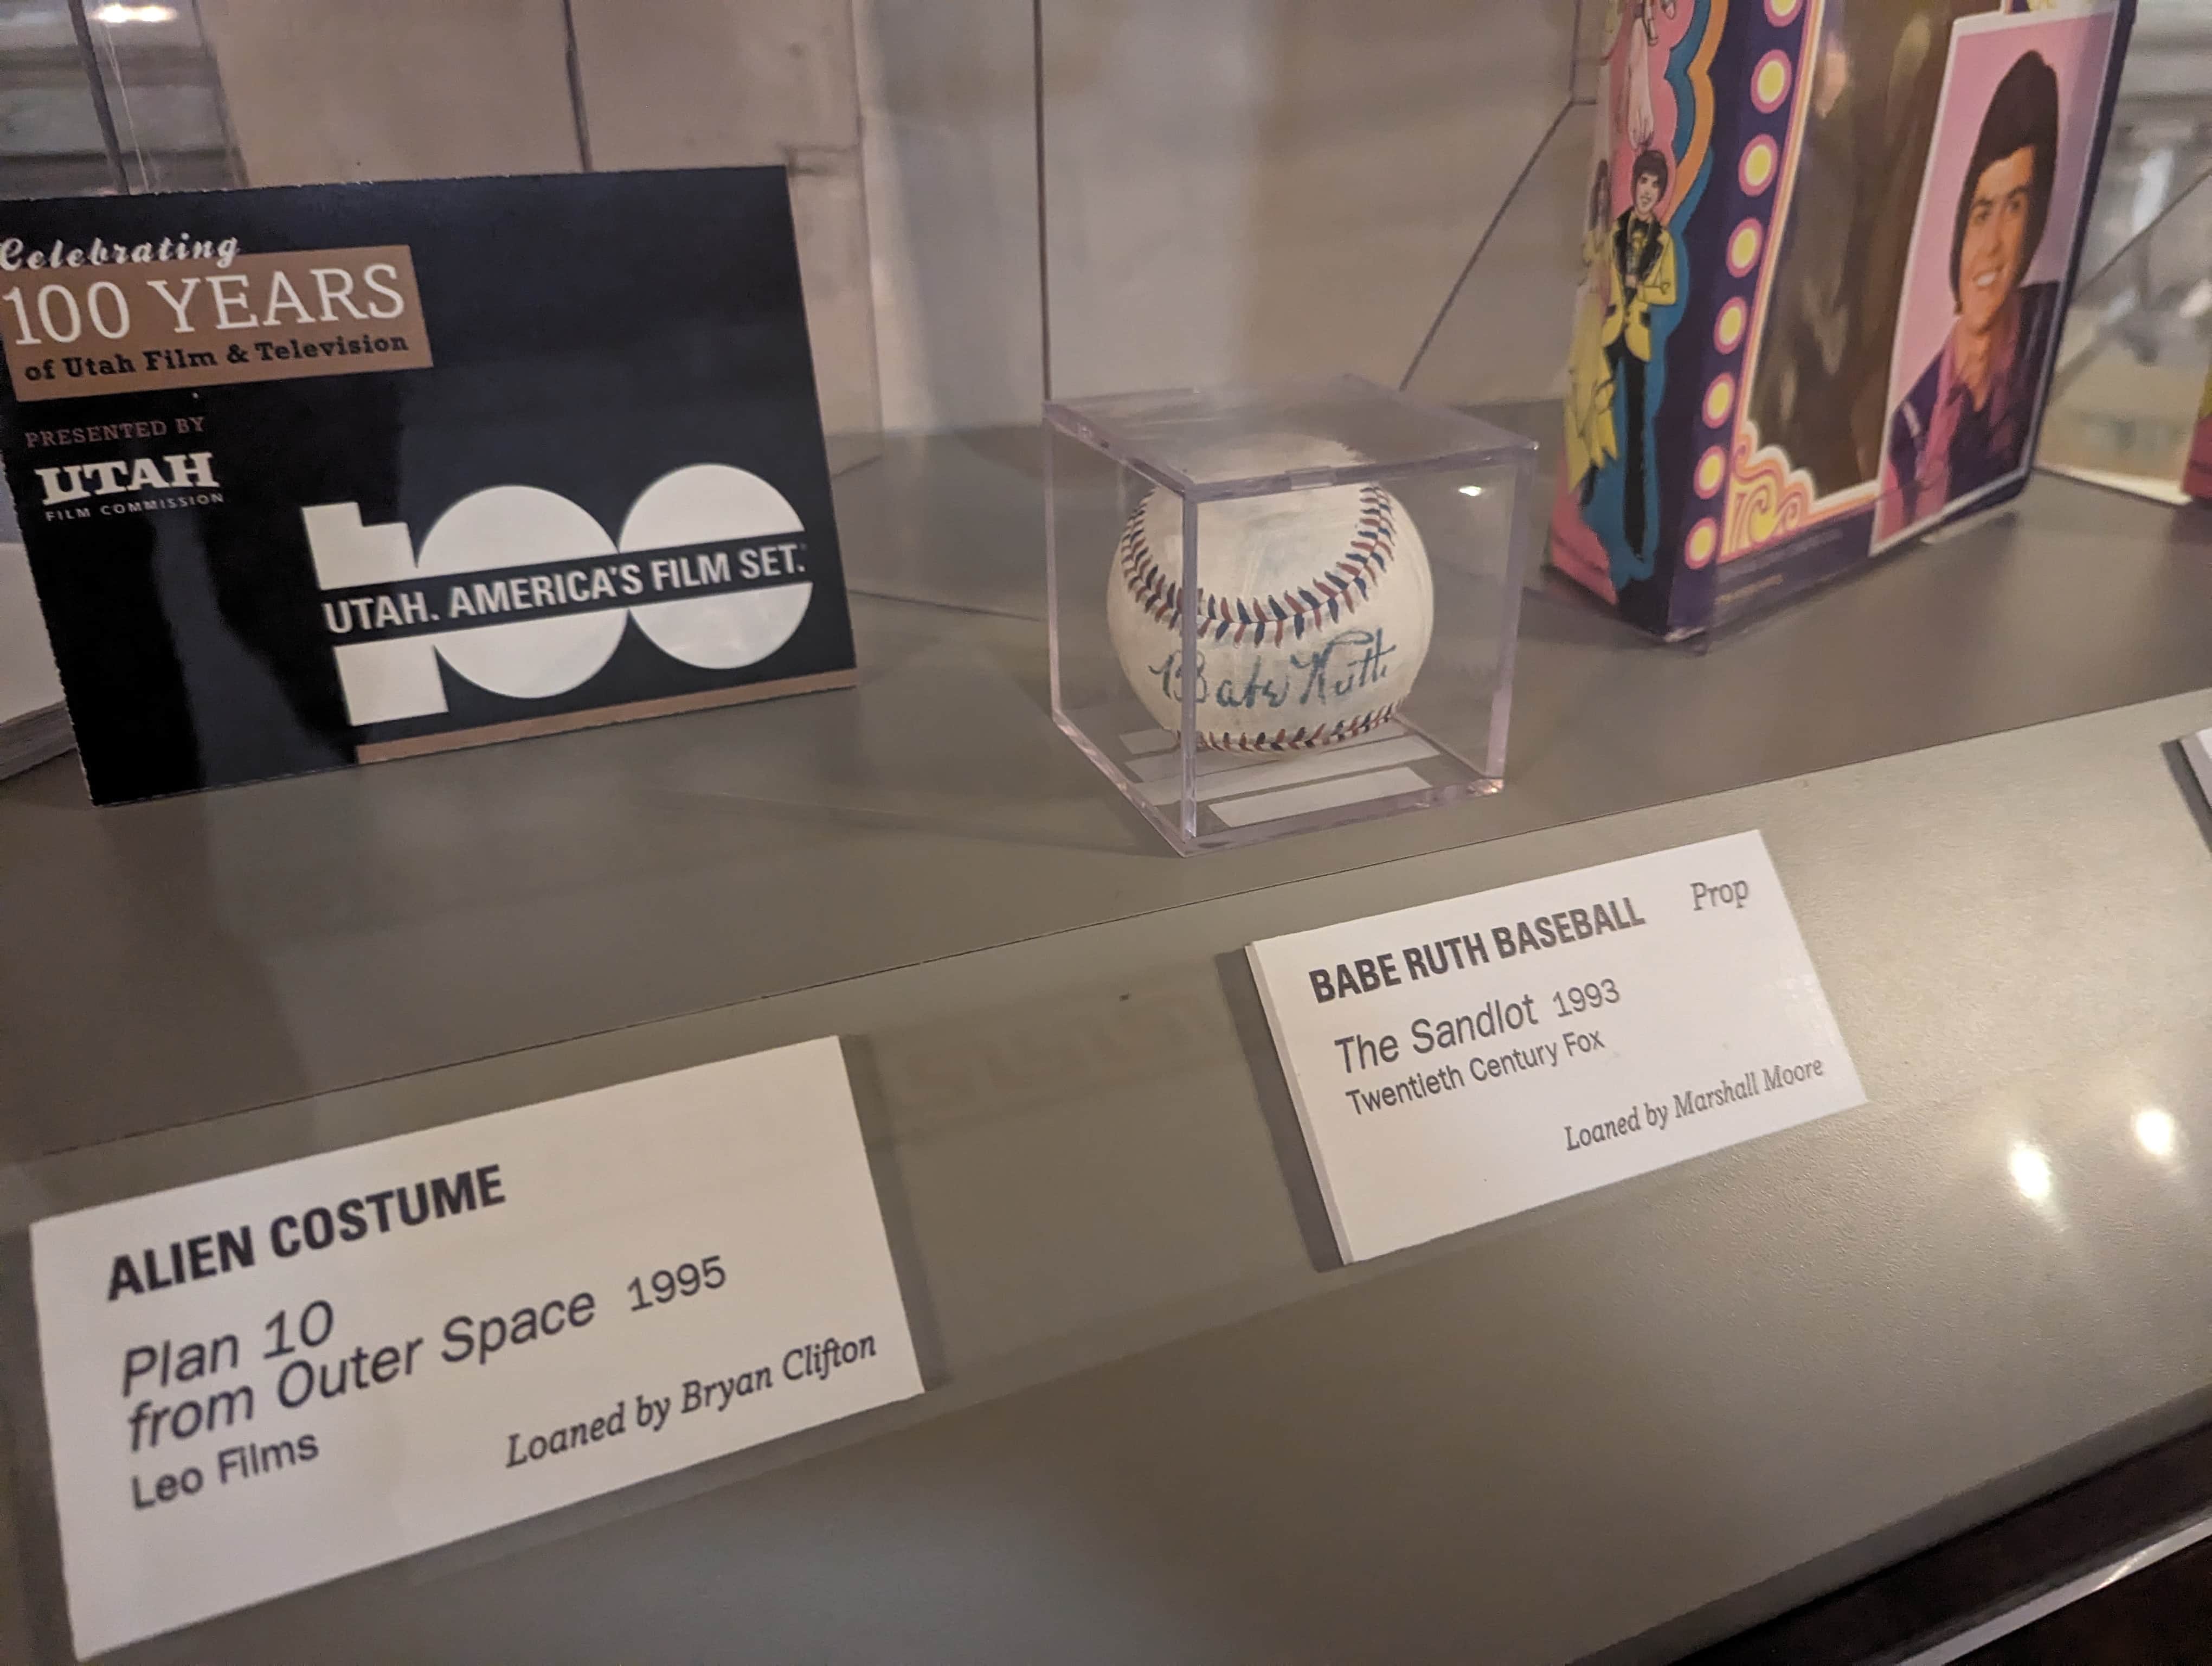 Celebrating
100 YEARS
of Utah Film & Television
PRESENTED BY
UTAH
FILM COMMISSION
UTAH. AMERICA'S FILM SET.
Babe Ruth
BABE RUTH BASEBALL Prop
The Sandlot 1993
Twentieth Century Fox
Loaned by Marshall Moore
ALIEN COSTUME
Plan 10
from Outer Space 1995
Leo Films
Loaned by Bryan Clifton